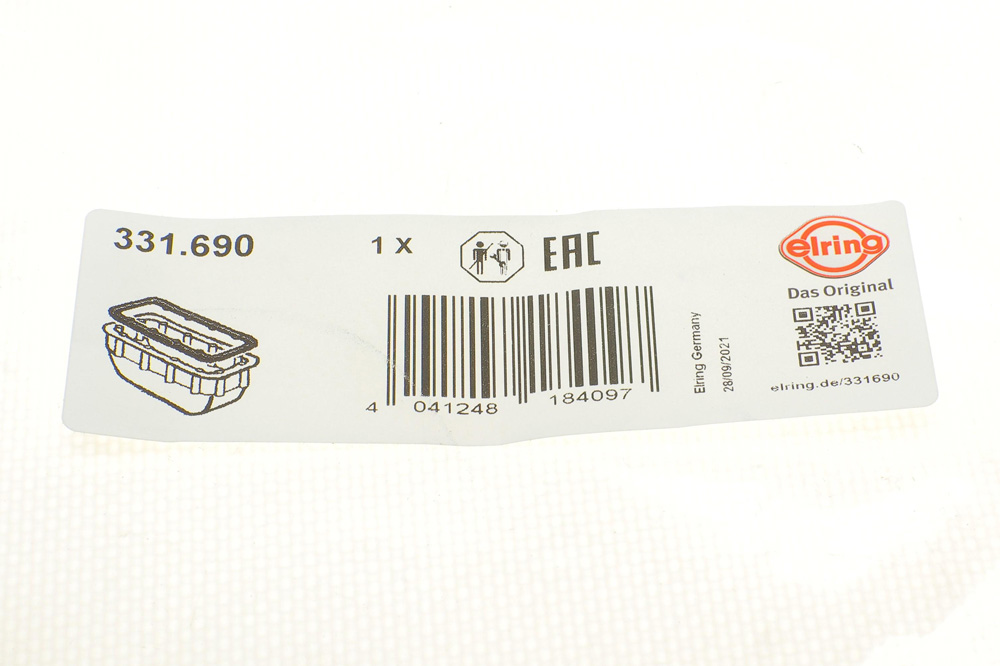 331.690
1 X
EAC
elring
Das Original
4 041248 184097
Elring Germany
28/09/2021
elring.de/331690